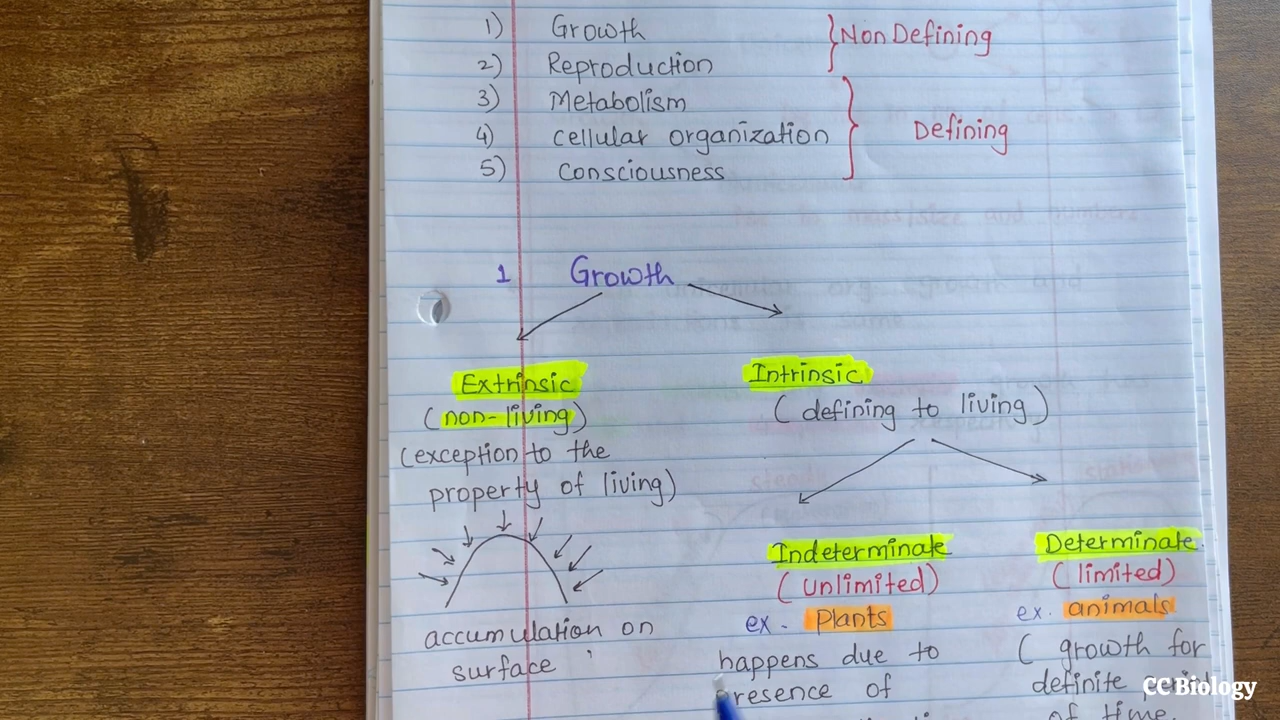 1) Growth
2) Reproduction
} Non Defining
3) Metabolism
4) cellular organization
5) Consciousness
} Defining
1 Growth
Extrinsic
(non-living)
(exception to the
property of living)
accumulation on
surface
Intrinsic
(defining to living)
Indeterminate
(unlimited)
ex. Plants
happens due to
presence of
Determinate.
(limited)
ex. animals
( growth for
definite
of time.
CC Biology